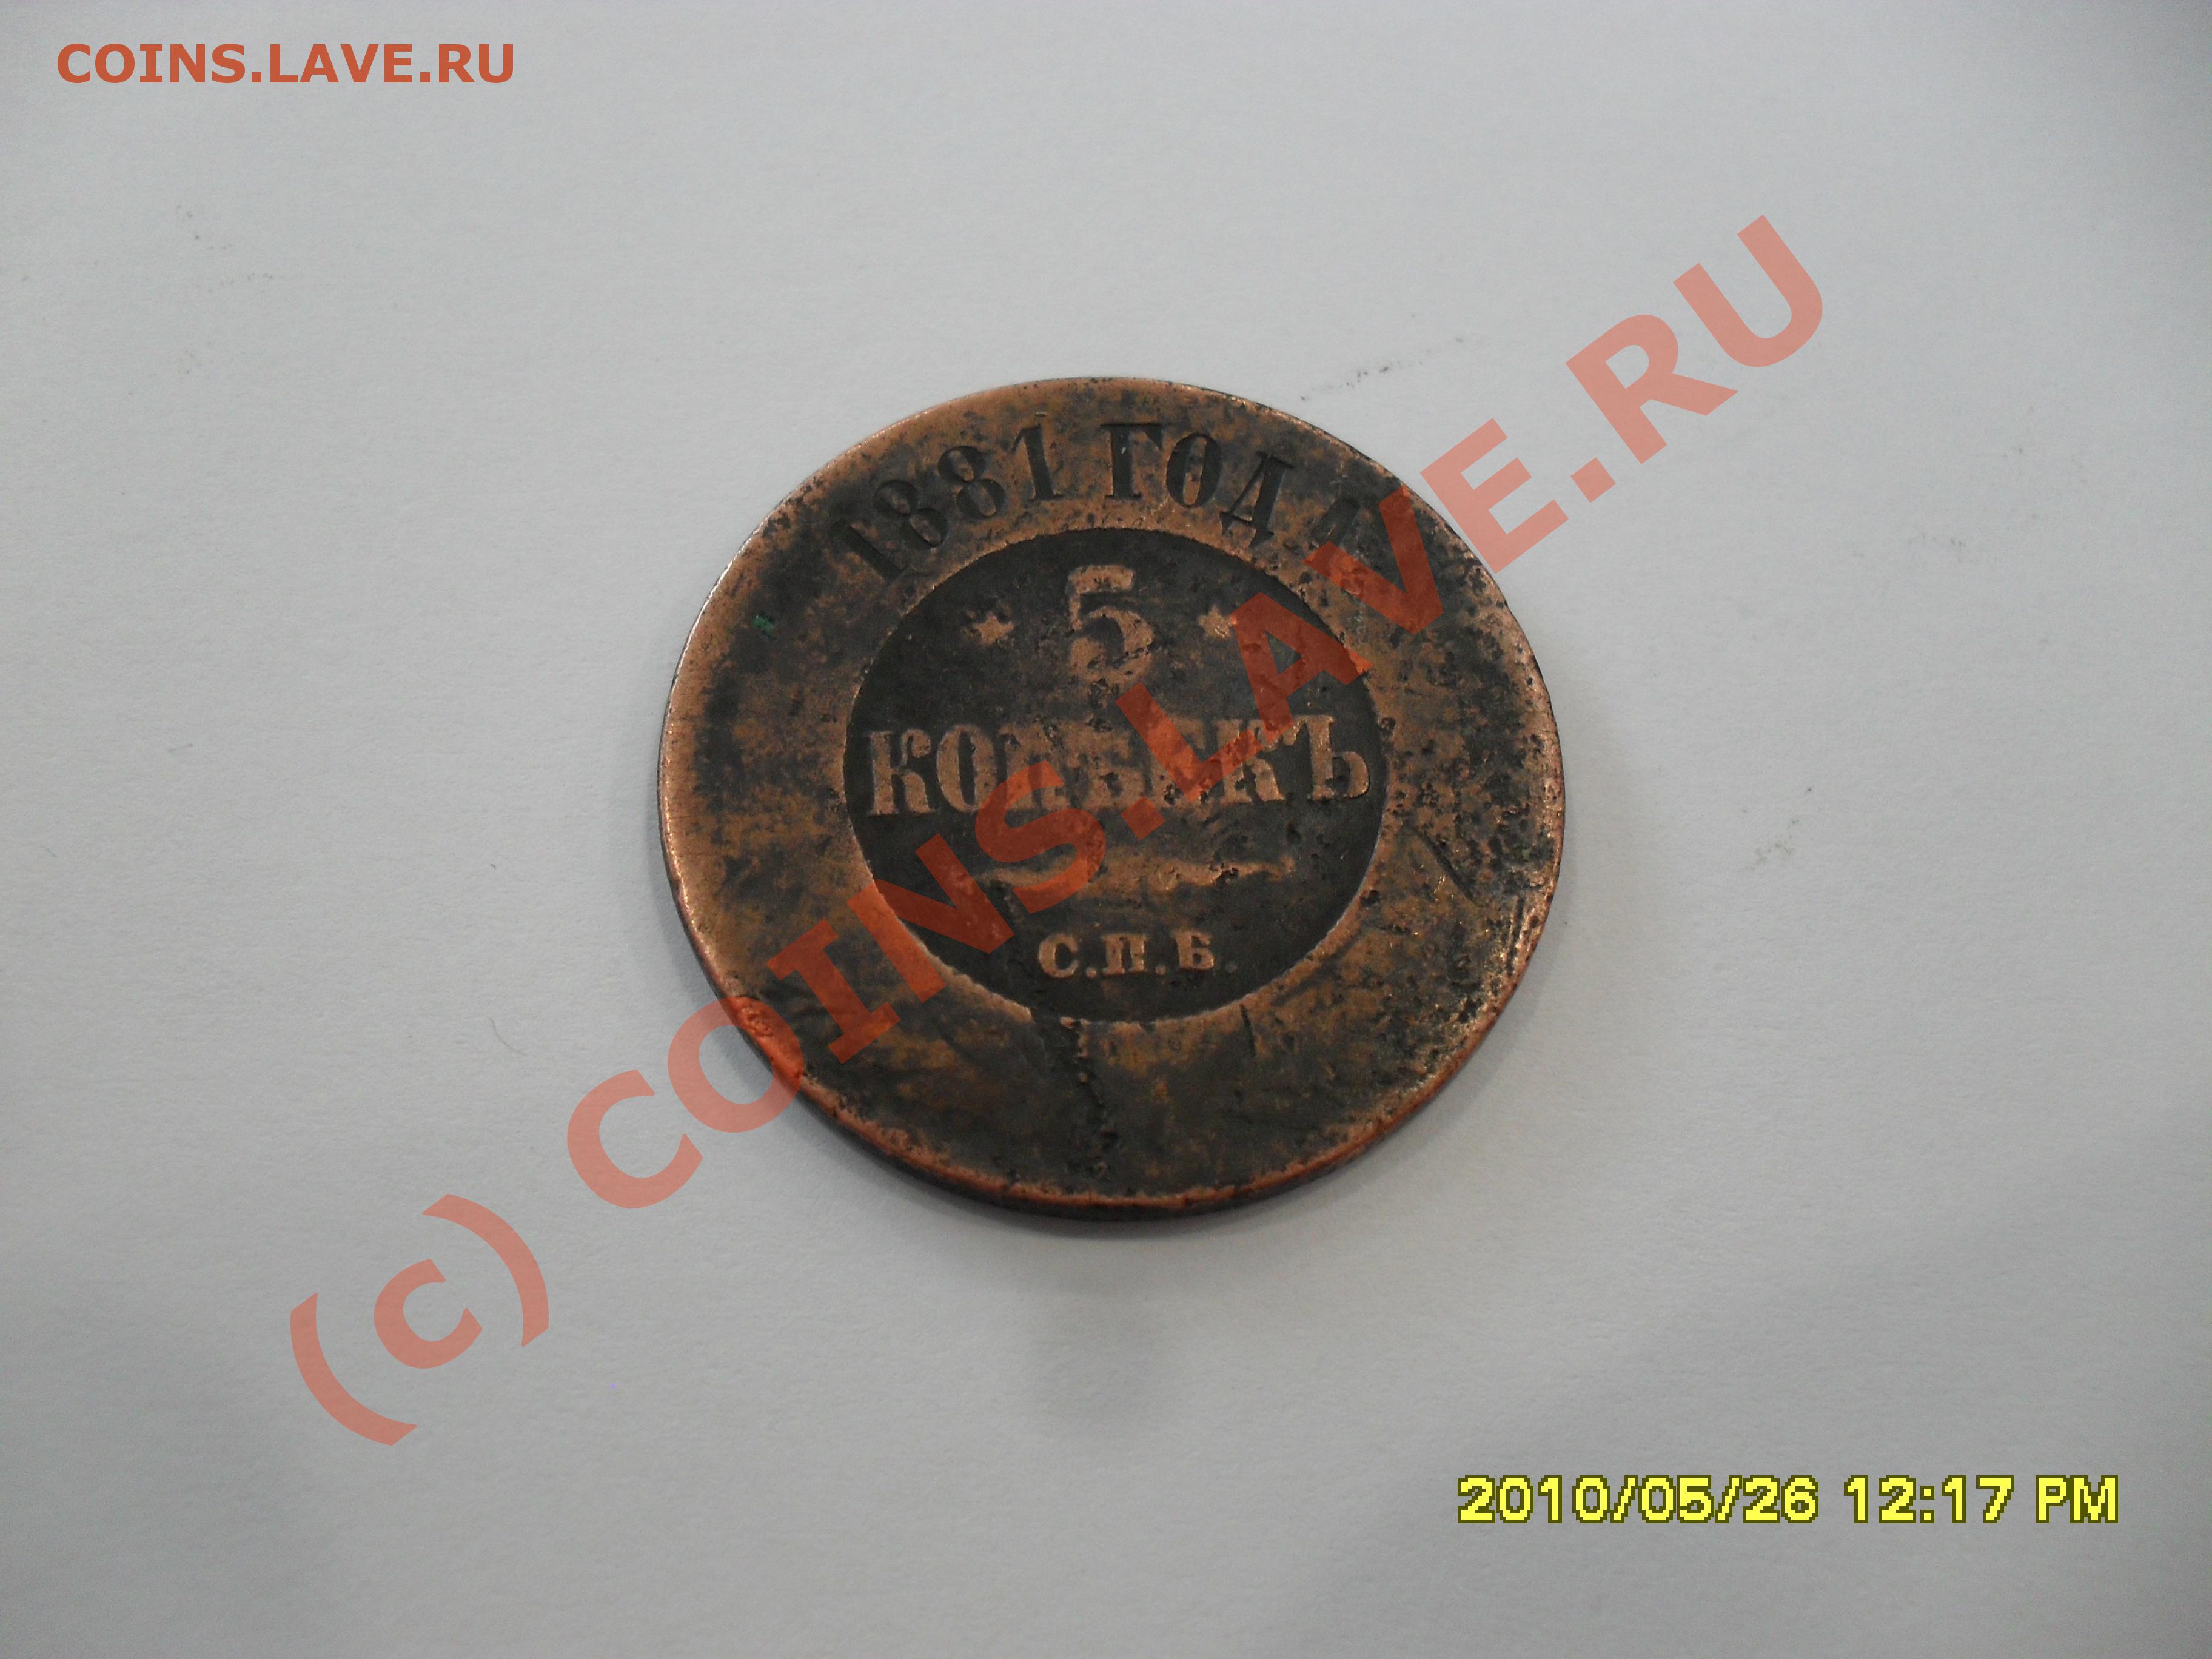 COINS.LAVE.RU
1881 ГОДА
5
КОПѢЕКЪ
С.П.Б.
(c) COINS.LAVE.RU
2010/05/26 12:17 PM